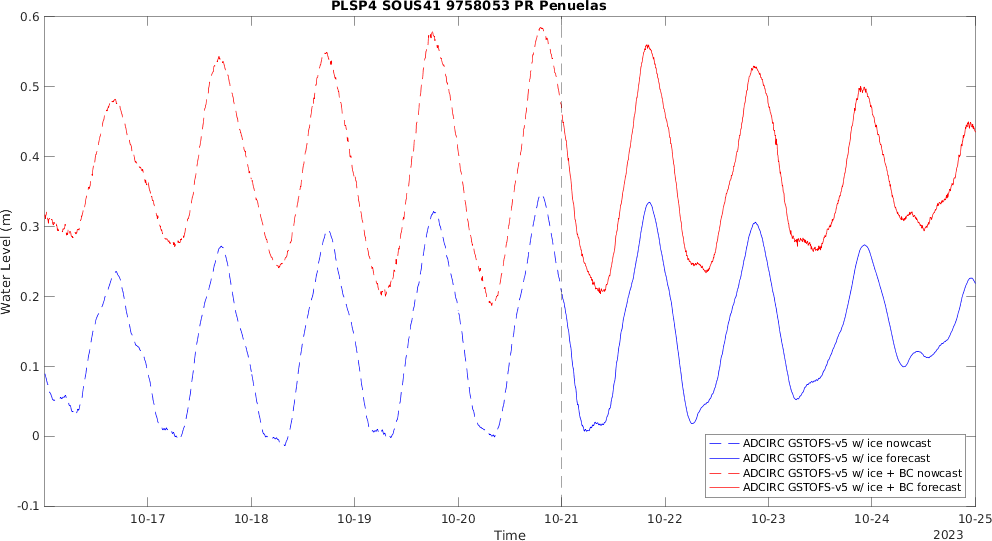 PLSP4 SOUS41 9758053 PR Penuelas
0.6
0.5
0.4
0.3
0.2
0.1
0
-0.1
Water Level (m)
10-17
10-18
10-19
10-20
10-21
10-22
10-23
10-24
10-25
2023
Time
ADCIRC GSTOFS-v5 w/ ice nowcast
ADCIRC GSTOFS-v5 w/ ice forecast
ADCIRC GSTOFS-v5 w/ ice + BC nowcast
ADCIRC GSTOFS-v5 w/ ice + BC forecast